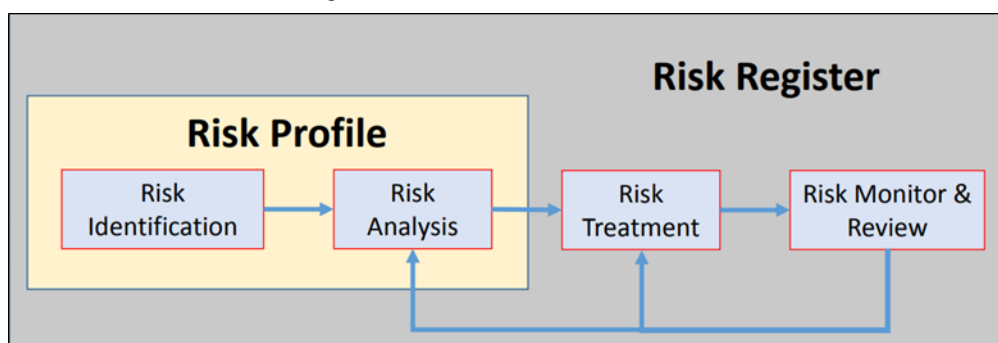 Risk Register
Risk Profile
Risk
Identification
Risk
Analysis
Risk
Treatment
Risk Monitor &
Review